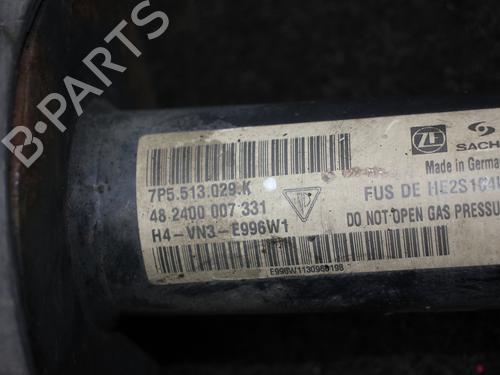 B-PARTS
ZF
SACHS
Made in Germany
7P5.513.029.K
48 2400 007 331
H4-VN3-E996W1
FUS DE
DO NOT OPEN GAS PRESSU